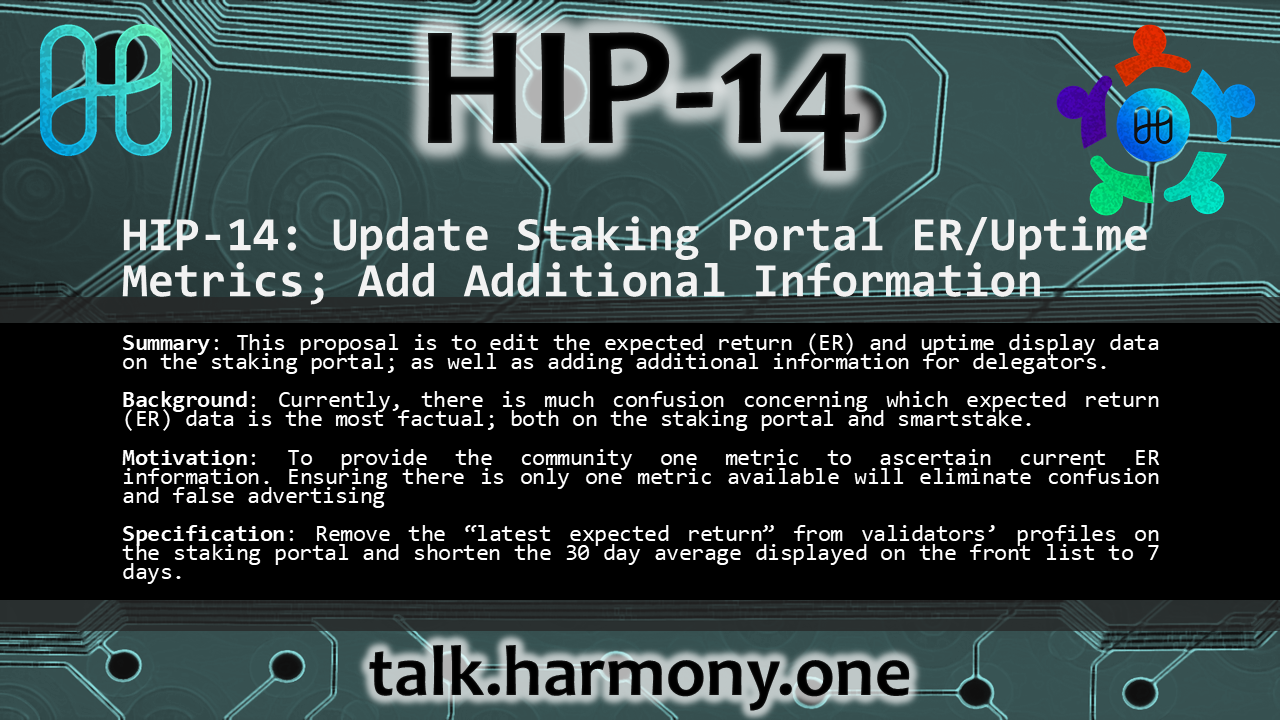 HIP-14
HIP-14: Update Staking Portal ER/Uptime
Metrics; Add Additional Information
Summary: This proposal is to edit the expected return (ER) and uptime display data
on the staking portal; as well as adding additional information for delegators.
Background: Currently, there is much confusion concerning which expected return
(ER) data is the most factual; both on the staking portal and smartstake.
Motivation: To provide the community one metric to ascertain current ER
information. Ensuring there is only one metric available will eliminate confusion
and false advertising
Specification: Remove the “latest expected return” from validators’ profiles on
the staking portal and shorten the 30 day average displayed on the front list to 7
days.
talk.harmony.one